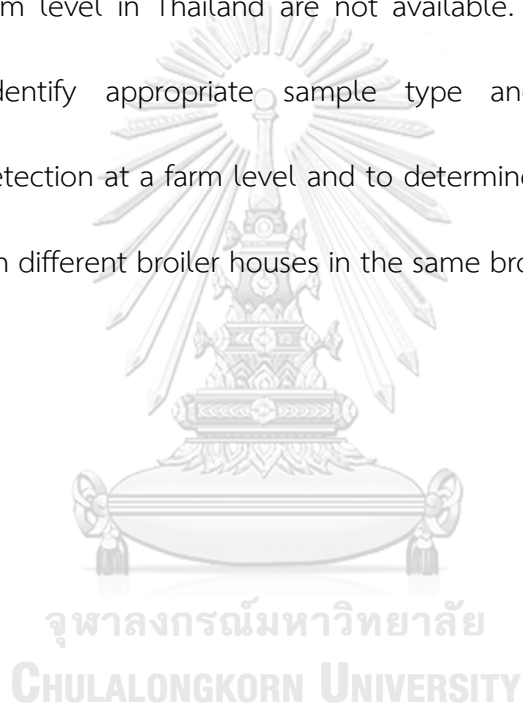 rm level in Thailand are not available.
dentify appropriate sample type an
etection at a farm level and to determine
n different broiler houses in the same bro
จุฬาลงกรณ์มหาวิทยาลัย
CHULALONGKORN UNIVERSITY